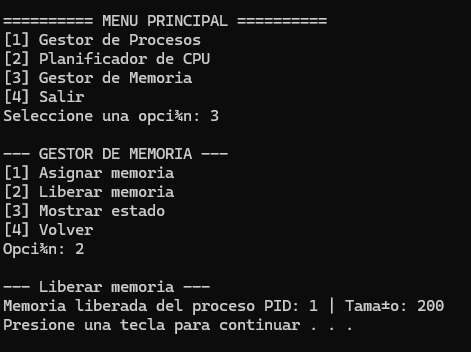 ========== MENU PRINCIPAL ==========
[1] Gestor de Procesos
[2] Planificador de CPU
[3] Gestor de Memoria
[4] Salir
Seleccione una opci¾n: 3
--- GESTOR DE MEMORIA ---
[1] Asignar memoria
[2] Liberar memoria
[3] Mostrar estado
[4] Volver
Opci¾n: 2
--- Liberar memoria ---
Memoria liberada del proceso PID: 1 | Tama±o: 200
Presione una tecla para continuar . . .